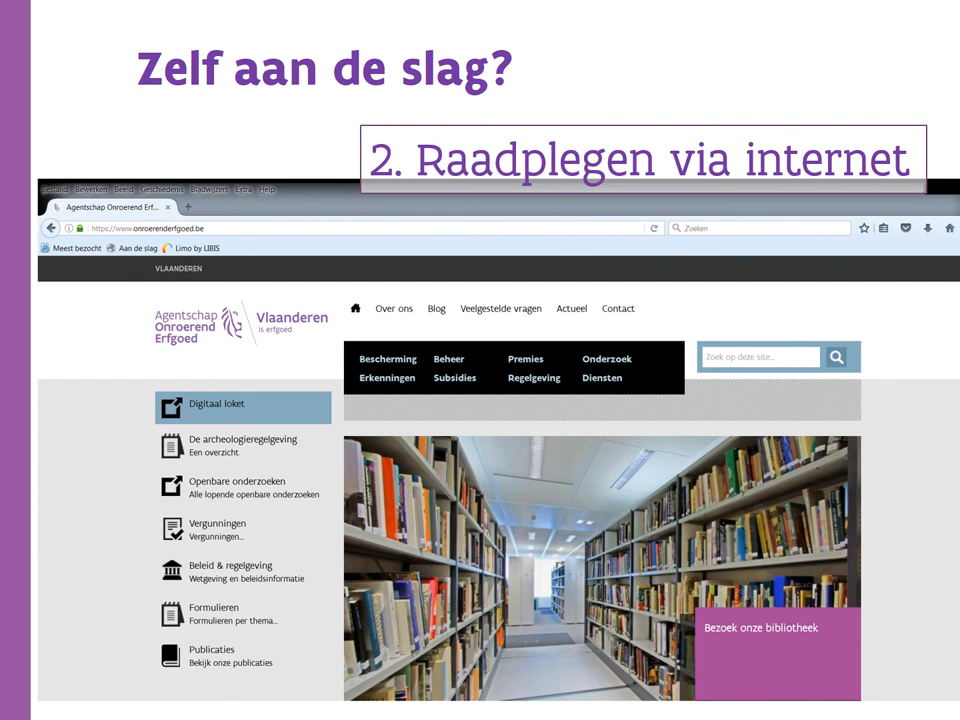 Zelf aan de slag?
2. Raadplegen via internet
Bestand Bewerken Beeld Geschiedenis Bladwijzers Extra Help
Agentschap Onroerend Erf... × +
https://www.onroerenderfgoed.be
Zoeken
Meest bezocht Aan de slag Limo by LIBIS
VLAANDEREN
Agentschap
Onroerend
Erfgoed
Vlaanderen
is erfgoed
Over ons Blog Veelgestelde vragen Actueel Contact
Bescherming Beheer Premies Onderzoek
Erkenningen Subsidies Regelgeving Diensten
Zoek op deze site...
Digitaal loket
De archeologieregelgeving
Een overzicht
Openbare onderzoeken
Alle lopende openbare onderzoeken
Vergunningen
Vergunningen...
Beleid & regelgeving
Wetgeving en beleidsinformatie
Formulieren
Formulieren per thema...
Publicaties
Bekijk onze publicaties
Bezoek onze bibliotheek